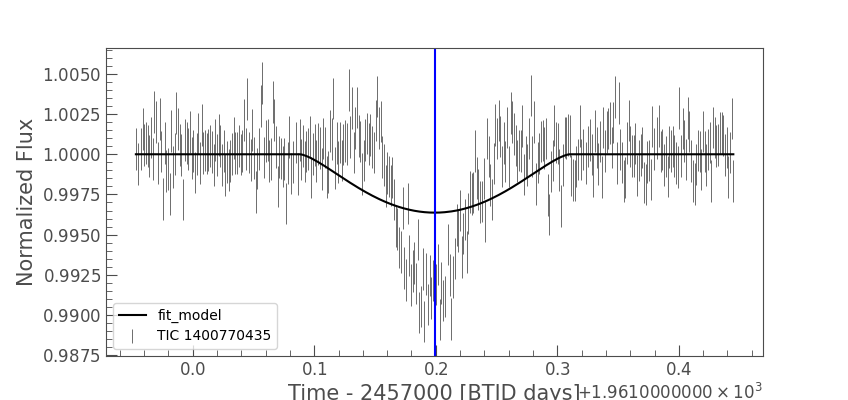 1.0050
1.0025
1.0000
0.9975
0.9950
0.9925
0.9900
0.9875
Normalized Flux
fit_model
TIC 1400770435
0.0 0.1 0.2 0.3 0.4
Time - 2457000 [BTJD days]
+1.9610000000 × 10³